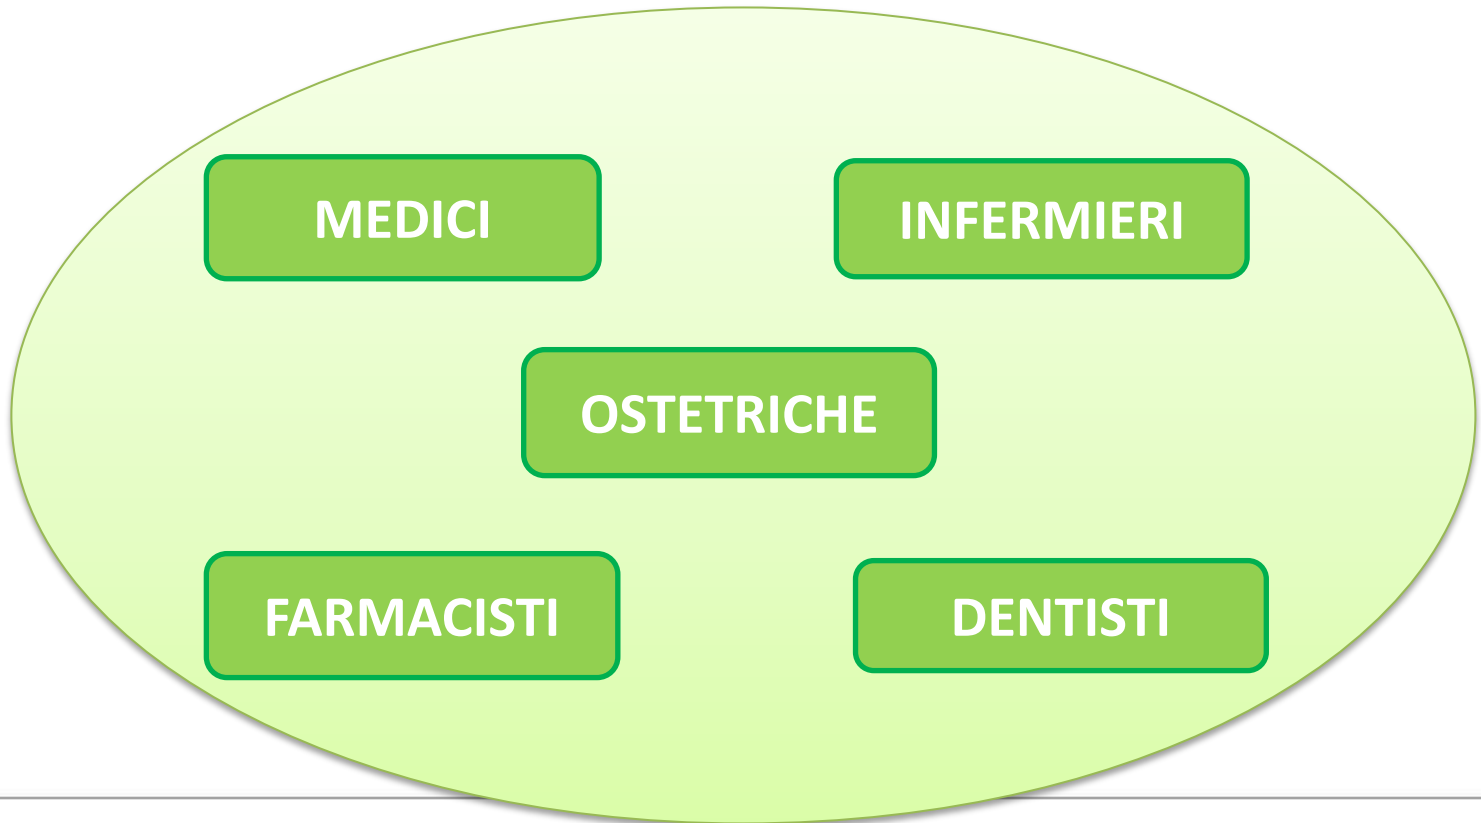 MEDICI
INFERMIERI
OSTETRICHE
FARMACISTI
DENTISTI